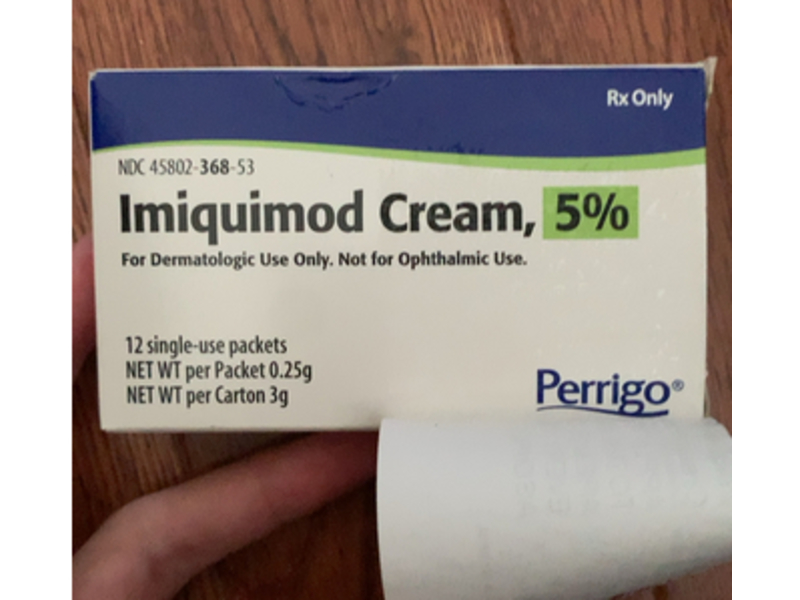 Rx Only
NDC 45802-368-53
Imiquimod Cream, 5%
For Dermatologic Use Only. Not for Ophthalmic Use.
12 single-use packets
NET WT per Packet 0.25g
NET WT per Carton 3g
Perrigo®